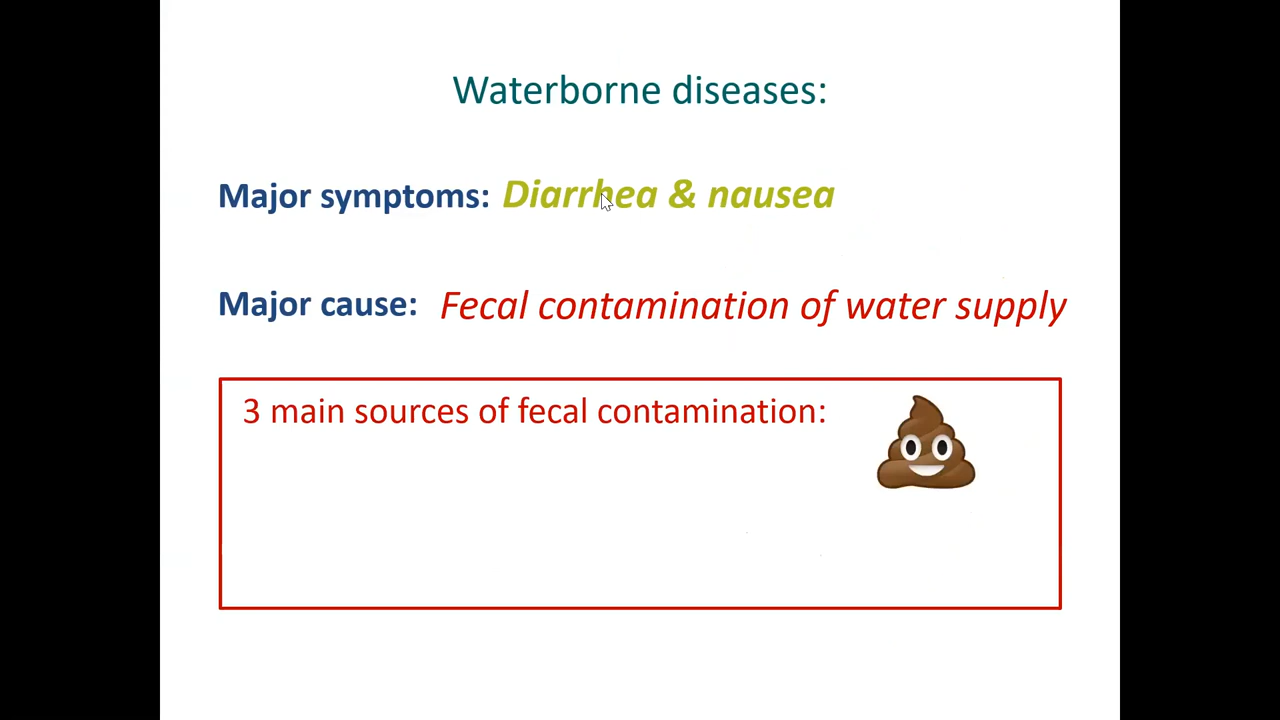 Waterborne diseases:
Major symptoms: Diarrhea & nausea
Major cause: Fecal contamination of water supply
3 main sources of fecal contamination: